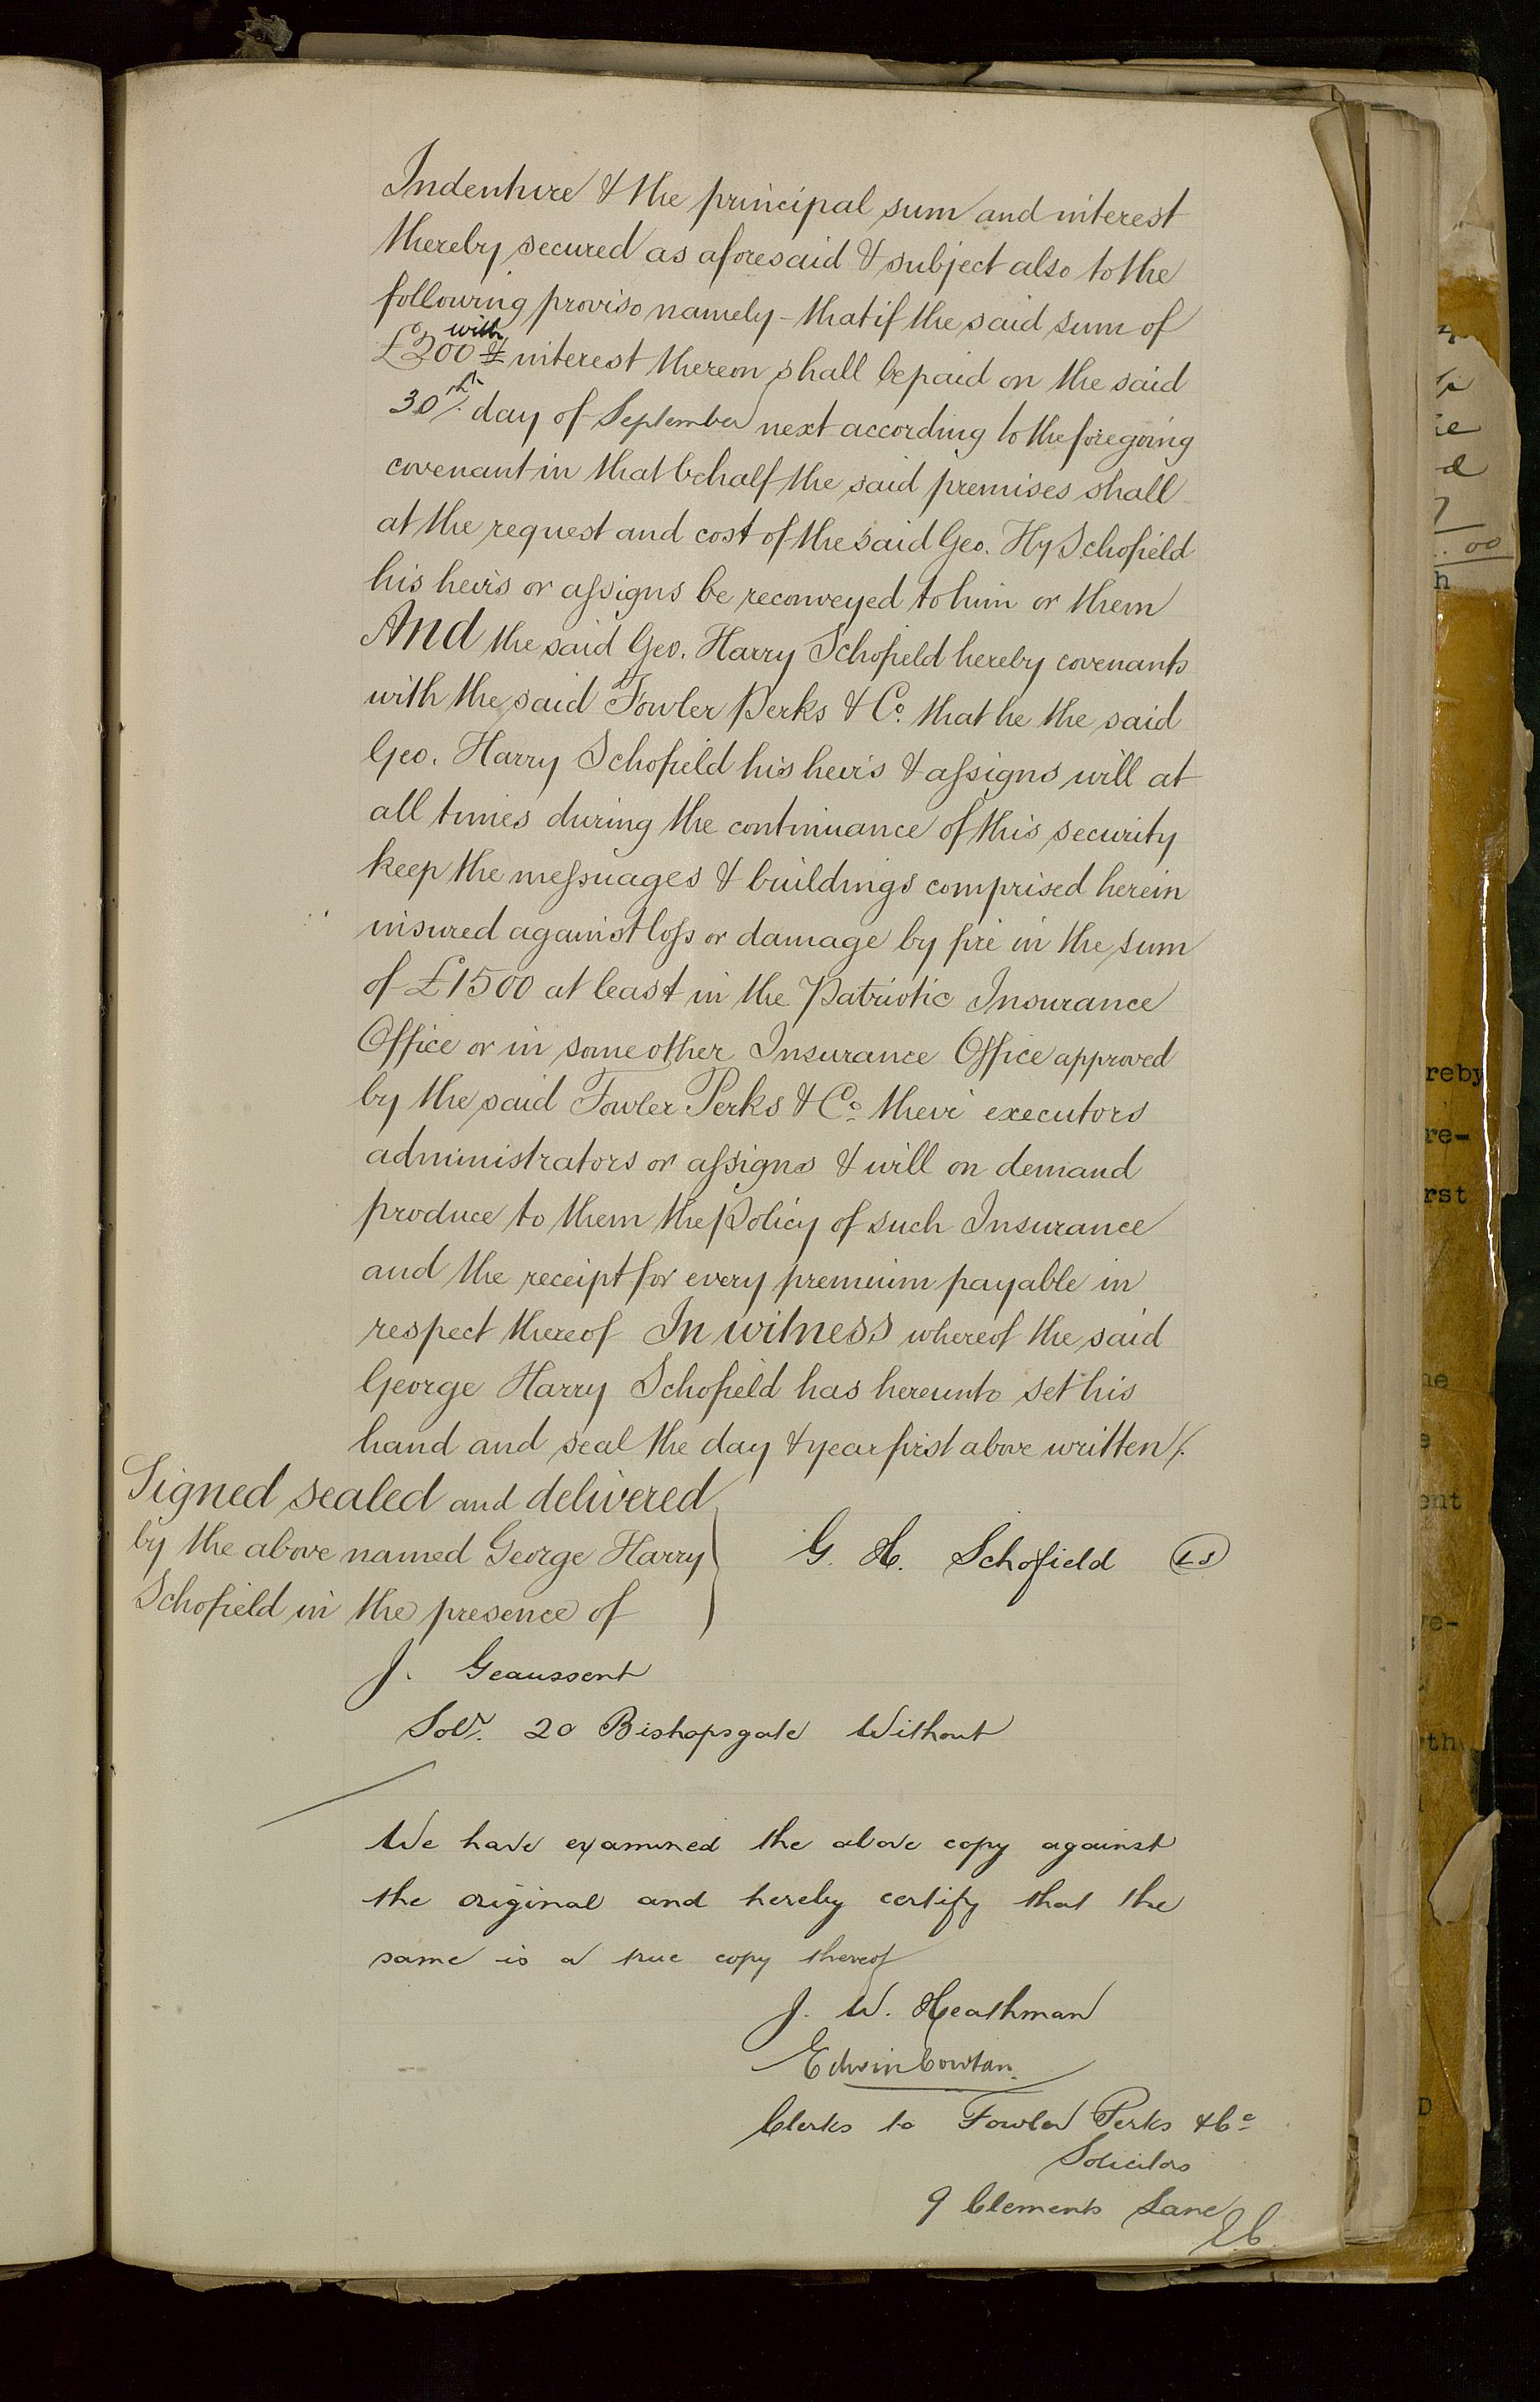 Indenture & the principal sum and interest
thereby secured as aforesaid & subject also to the
following proviso namely - that if the said sum of
with
£200 & interest thereon shall be paid on the said
30th day of September next according to the foregoing
covenant in that behalf the said premises shall
at the request and cost of the said Geo. Hy Schofield
his heirs or assigns be reconveyed to him or them
And the said Geo. Harry Schofield hereby covenants
with the said Fowler Perks & Co. that he the said
Geo. Harry Schofield his heirs & assigns will at
all times during the continuance of this security
keep the messuages & buildings comprised herein
insured against loss or damage by fire in the sum
of £1500 at least in the Patriotic Insurance
Office or in some other Insurance Office approved
by the said Fowler Perks & Co. their executors
administrators or assigns & will on demand
produce to them the Policy of such Insurance
and the receipt for every premium payable in
respect thereof In witness whereof the said
George Harry Schofield has hereunto set his
hand and seal the day & year first above written/.
Signed sealed and delivered
by the above named George Harry
Schofield in the presence of
G. H. Schofield LS
J. Geaussent
Solr. 20 Bishopsgate Without
We have examined the above copy against
the original and hereby certify that the
same is a true copy thereof
J. W. Heathman
Edwin Cowtan
Clerks to Fowler Perks & Co
Solicitors
9 Clements Lane
EC
ie
d
00
h
reby
re-
rst
he
e
ent
ve-
th
D